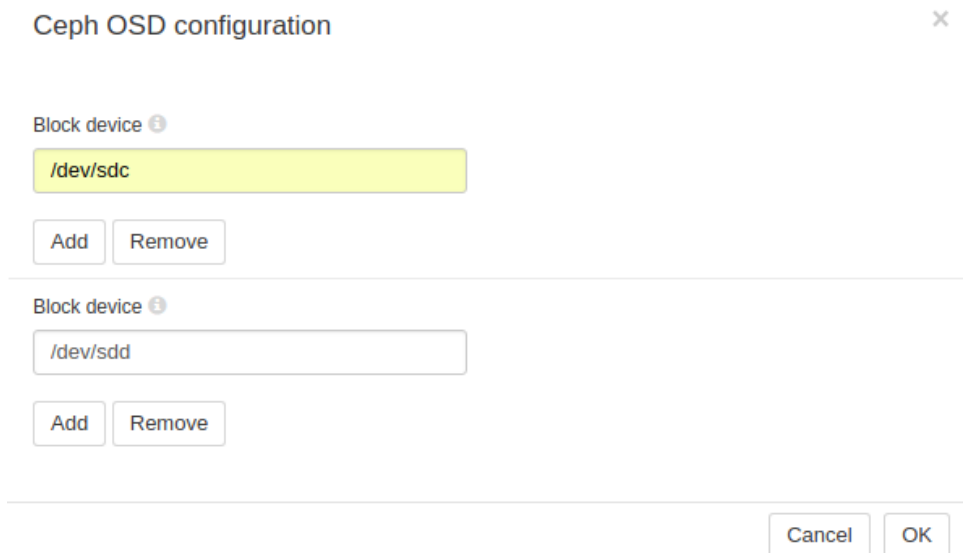 Ceph OSD configuration ×
Block device
/dev/sdc
Add Remove
Block device
/dev/sdd
Add Remove
Cancel OK